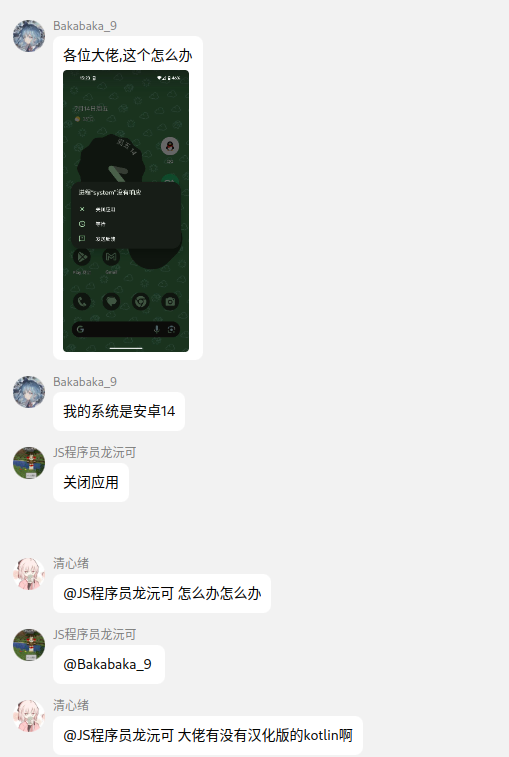 Bakabaka_9
各位大佬,这个怎么办
46%
进程"system"没有响应
关闭应用
等待
发送反馈
Bakabaka_9
我的系统是安卓14
JS程序员龙沅可
关闭应用
清心绪
@JS程序员龙沅可 怎么办怎么办
JS程序员龙沅可
@Bakabaka_9
清心绪
@JS程序员龙沅可 大佬有没有汉化版的kotlin啊